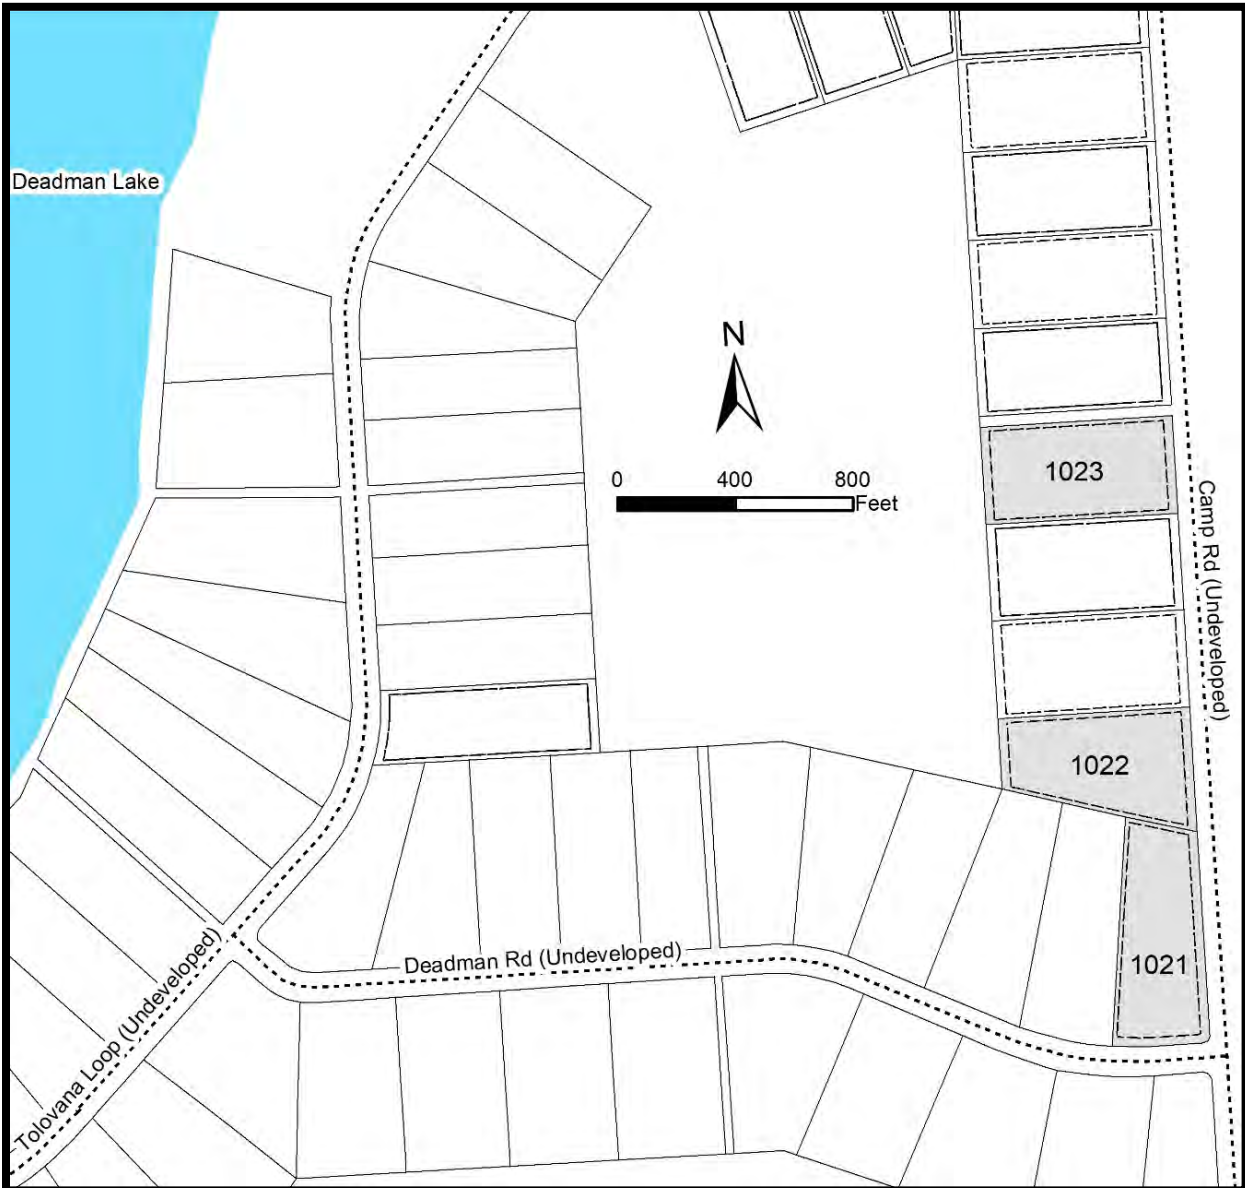 Deadman Lake
N
0 400 800
Feet
1023
Camp Rd (Undeveloped)
1022
1021
Deadman Rd (Undeveloped)
Tolovana Loop (Undeveloped)